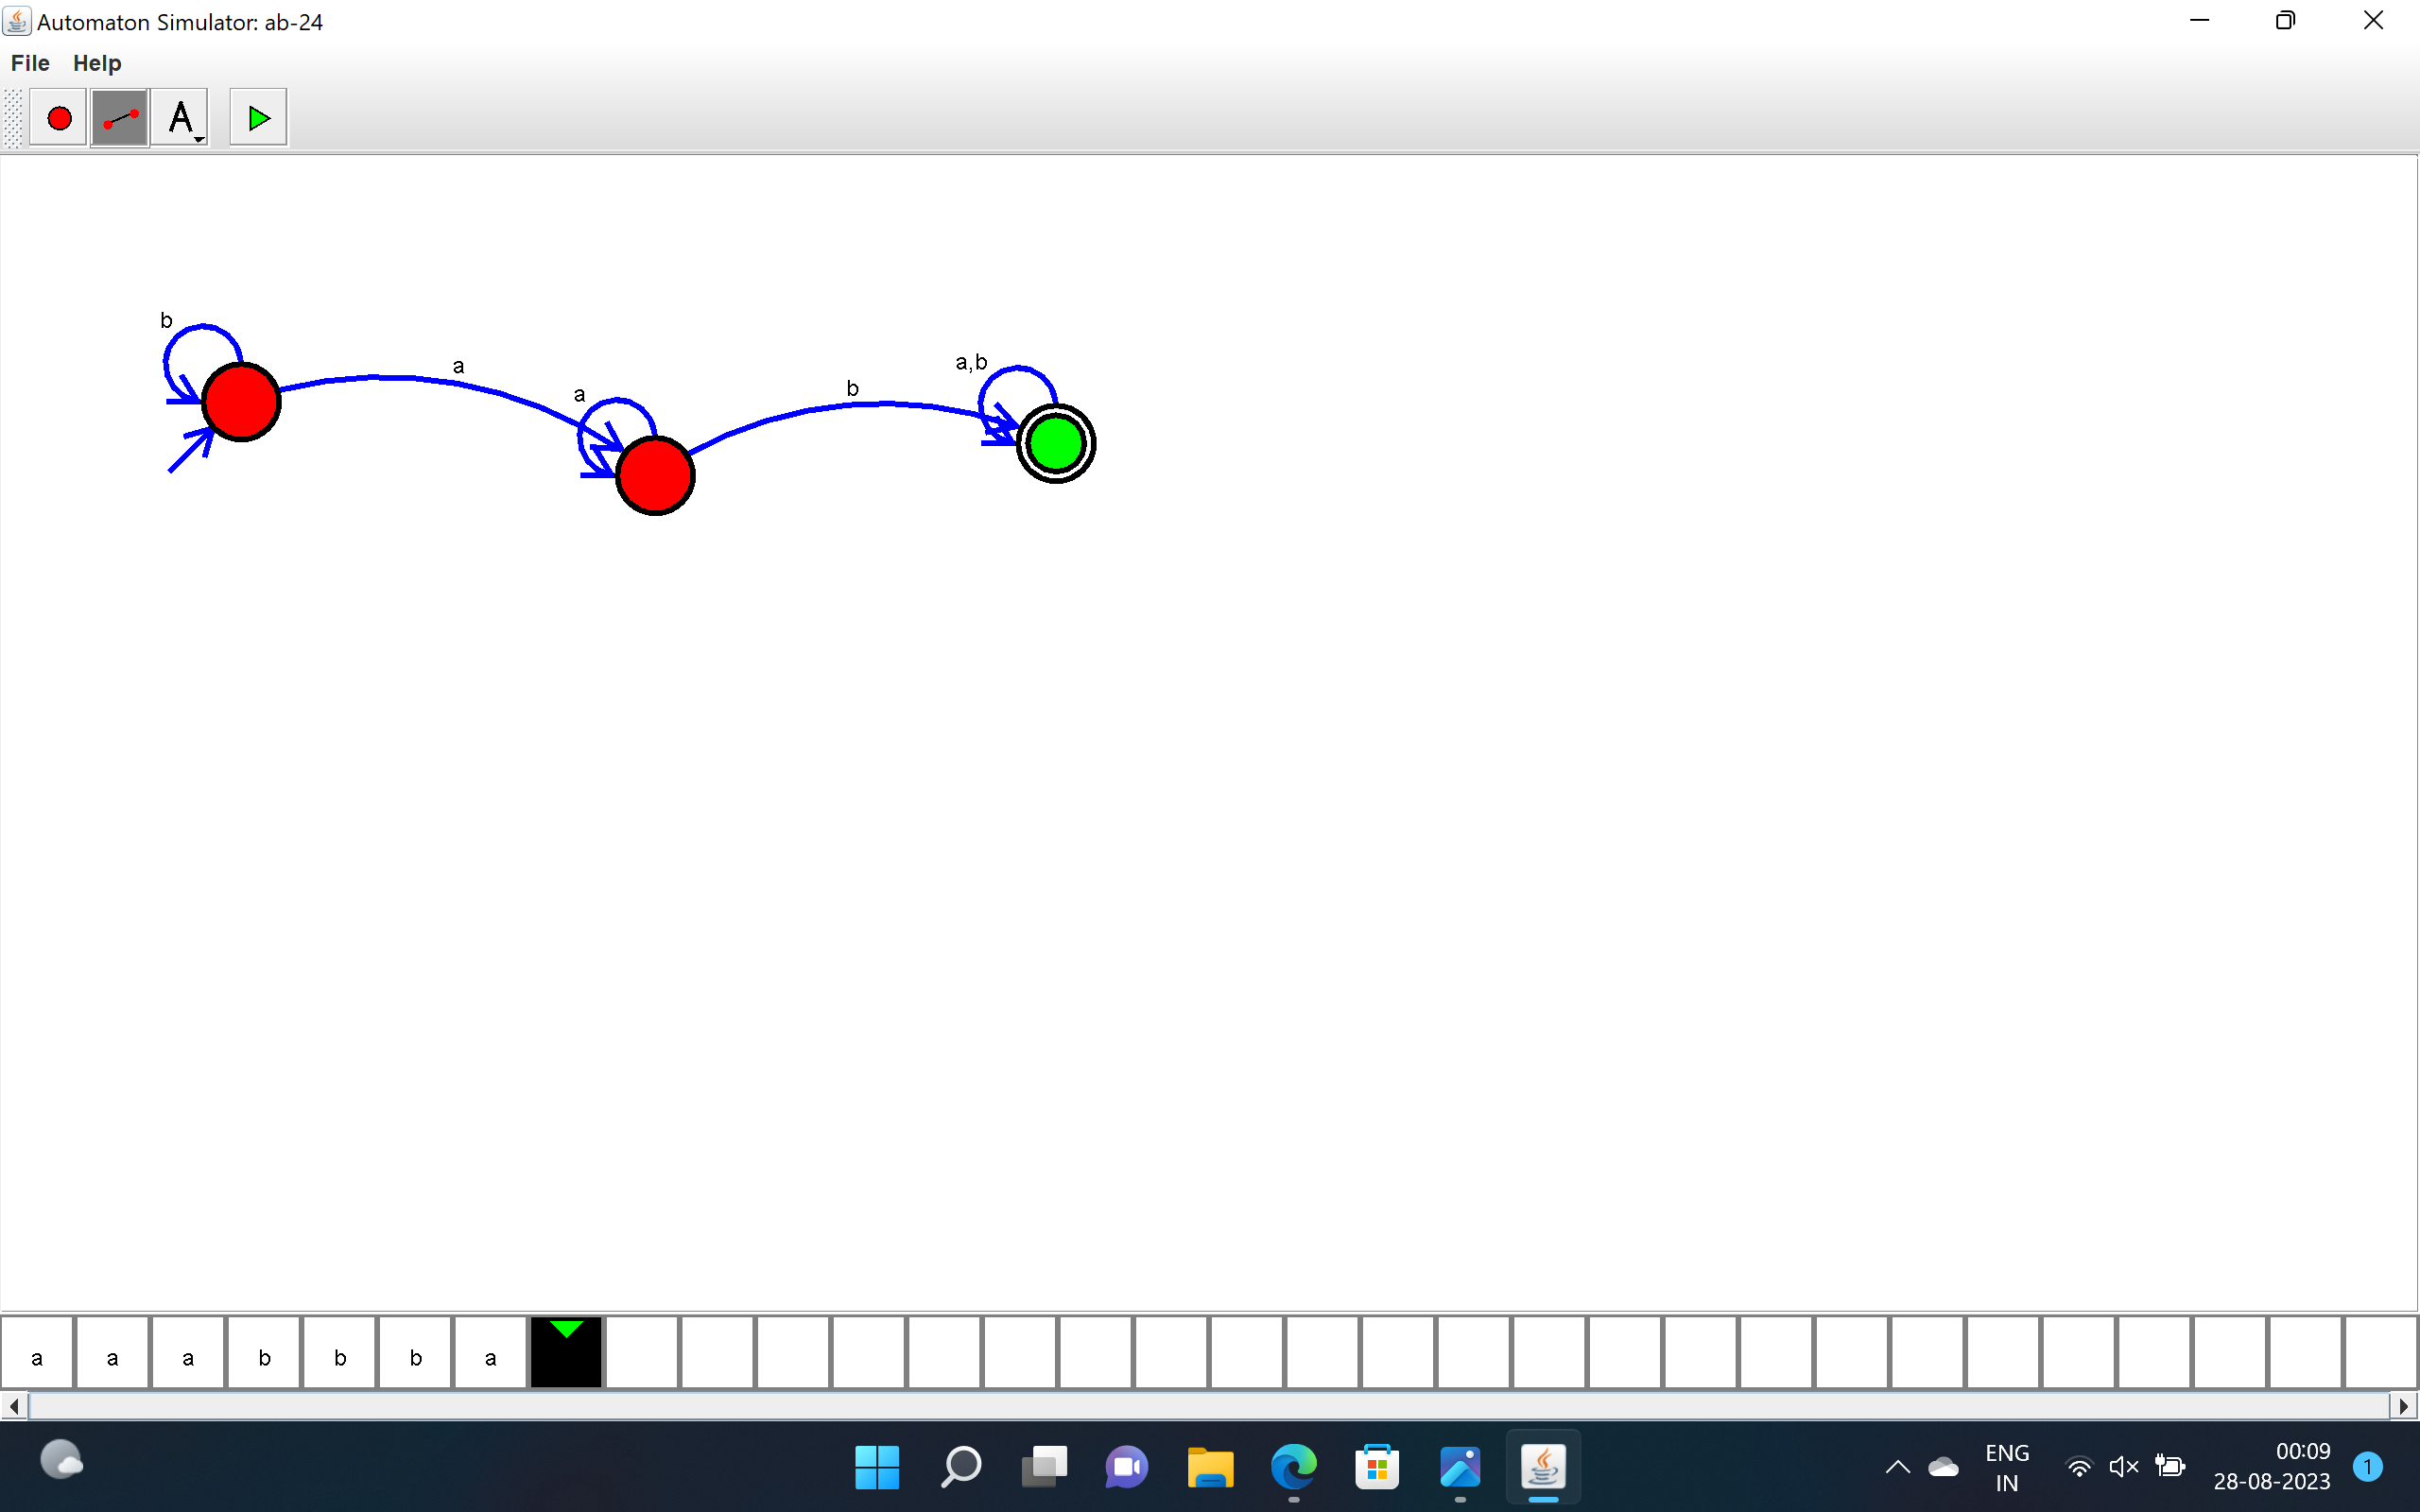 Automaton Simulator: ab-24
File Help
A
b
a
a
b
a,b
a a a b b b a
ENG
IN
00:09
28-08-2023
1